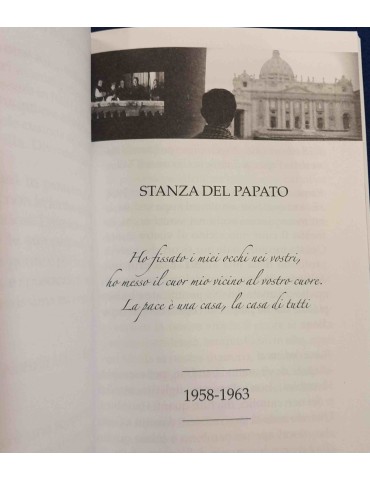 STANZA DEL PAPATO
Ho fissato i miei occhi nei vostri,
ho messo il cuor mio vicino al vostro cuore.
La pace è una casa, la casa di tutti
1958-1963